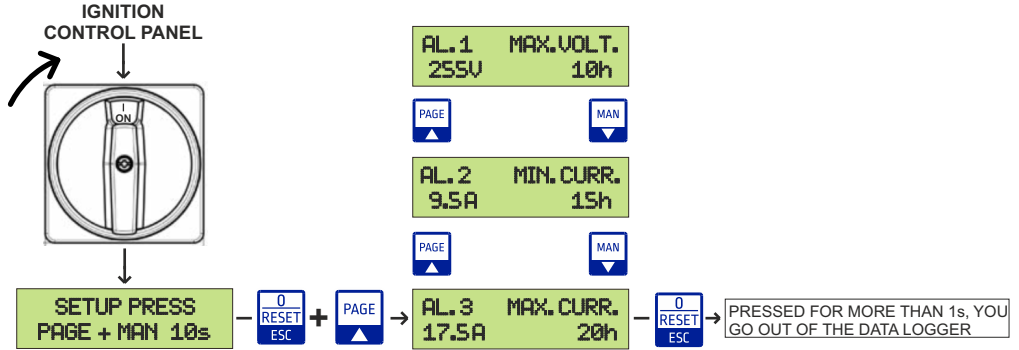 IGNITION
CONTROL PANEL
I
ON
SETUP PRESS
PAGE + MAN 10s
0
RESET
ESC
+
PAGE
AL.1 MAX.VOLT.
255V 10h
PAGE
MAN
AL.2 MIN.CURR.
9.5A 15h
PAGE
MAN
AL.3 MAX.CURR.
17.5A 20h
0
RESET
ESC
PRESSED FOR MORE THAN 1s, YOU
GO OUT OF THE DATA LOGGER